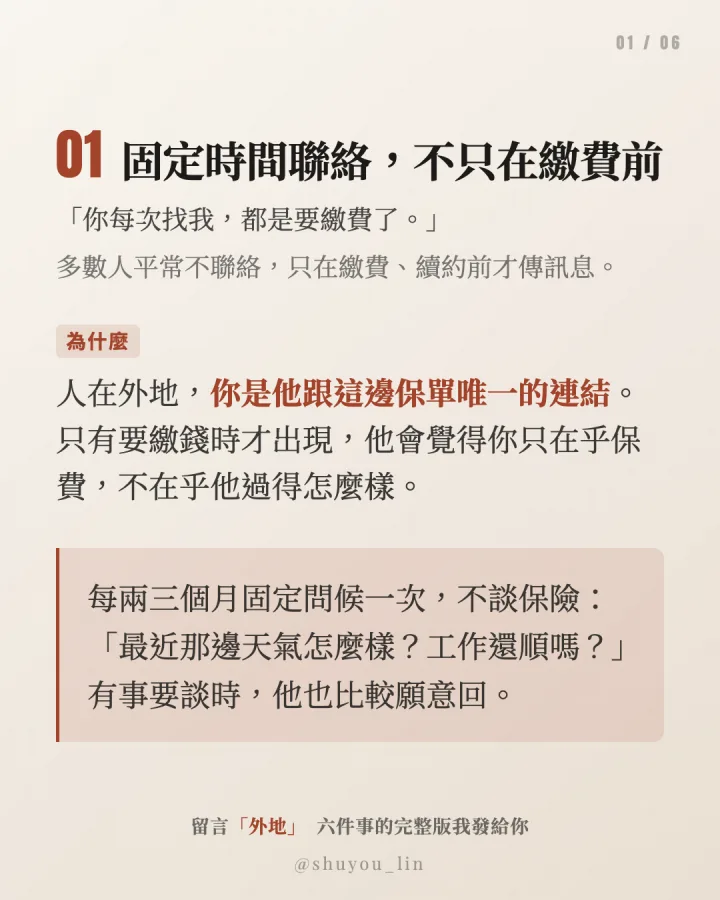 01 / 06
01 固定時間聯絡，不只在繳費前
「你每次找我，都是要繳費了。」
多數人平常不聯絡，只在繳費、續約前才傳訊息。
為什麼
人在外地，你是他跟這邊保單唯一的連結。
只有要繳錢時才出現，他會覺得你只在乎保
費，不在乎他過得怎麼樣。
每兩三個月固定問候一次，不談保險：
「最近那邊天氣怎麼樣？工作還順嗎？」
有事要談時，他也比較願意回。
留言「外地」 六件事的完整版我發給你
@shuyou_lin